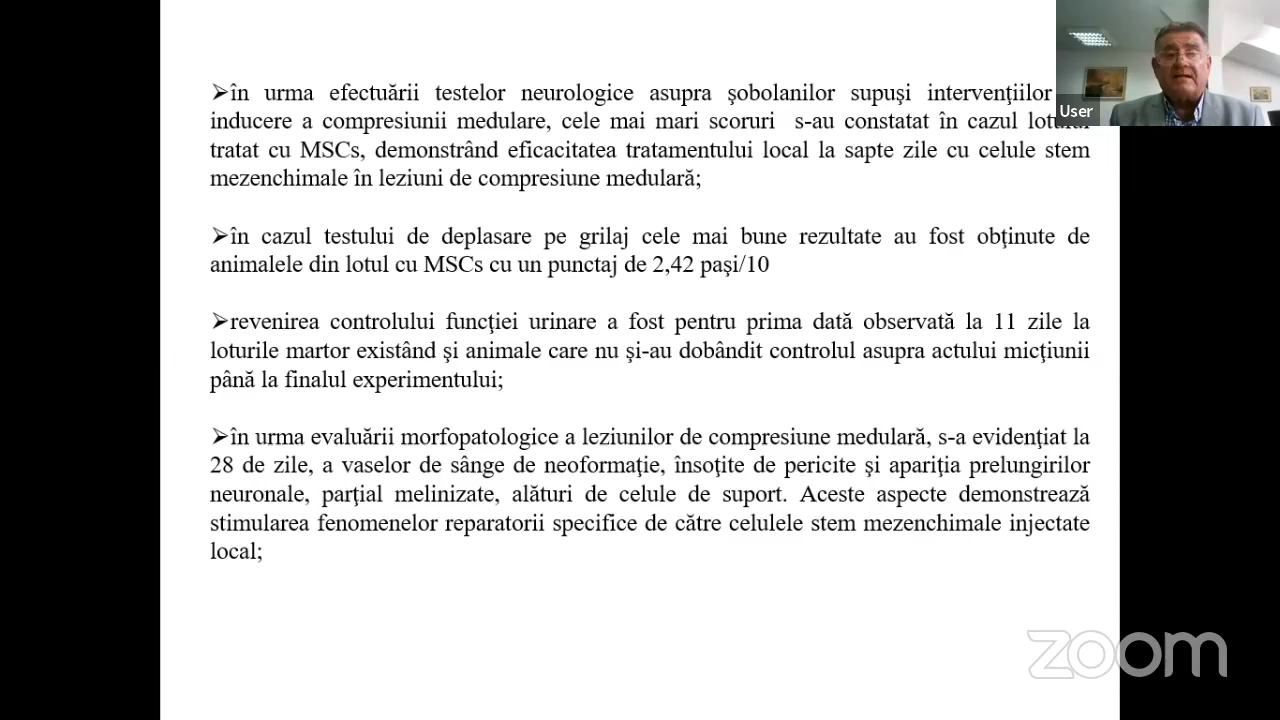 ➢în urma efectuării testelor neurologice asupra şobolanilor supuşi intervenţiilor
inducere a compresiunii medulare, cele mai mari scoruri s-au constatat în cazul lotului
tratat cu MSCs, demonstrând eficacitatea tratamentului local la sapte zile cu celule stem
mezenchimale în leziuni de compresiune medulară;
➢în cazul testului de deplasare pe grilaj cele mai bune rezultate au fost obţinute de
animalele din lotul cu MSCs cu un punctaj de 2,42 paşi/10
➢revenirea controlului funcţiei urinare a fost pentru prima dată observată la 11 zile la
loturile martor existând şi animale care nu şi-au dobândit controlul asupra actului micţiunii
până la finalul experimentului;
➢în urma evaluării morfopatologice a leziunilor de compresiune medulară, s-a evidenţiat la
28 de zile, a vaselor de sânge de neoformaţie, însoţite de pericite şi apariţia prelungirilor
neuronale, parţial melinizate, alături de celule de suport. Aceste aspecte demonstrează
stimularea fenomenelor reparatorii specifice de către celulele stem mezenchimale injectate
local;
User
zoom